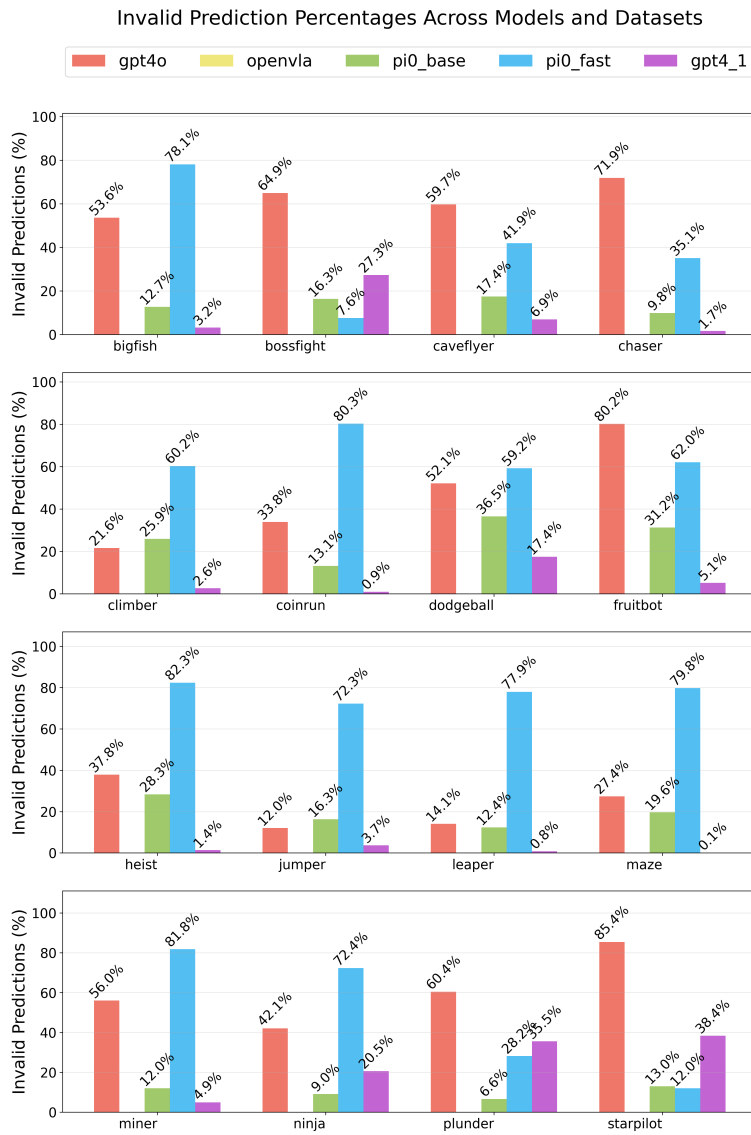 Invalid Prediction Percentages Across Models and Datasets
gpt4o openvla pi0_base pi0_fast gpt4_1
Invalid Predictions (%)
100
80
60
40
20
0
53.6% 12.7% 78.1% 3.2%
64.9% 16.3% 7.6% 27.3%
59.7% 17.4% 41.9% 6.9%
71.9% 9.8% 35.1% 1.7%
bigfish bossfight caveflyer chaser
Invalid Predictions (%)
100
80
60
40
20
0
21.6% 25.9% 60.2% 2.6%
33.8% 13.1% 80.3% 0.9%
52.1% 36.5% 59.2% 17.4%
80.2% 31.2% 62.0% 5.1%
climber coinrun dodgeball fruitbot
Invalid Predictions (%)
100
80
60
40
20
0
37.8% 28.3% 82.3% 1.4%
12.0% 16.3% 72.3% 3.7%
14.1% 12.4% 77.9% 0.8%
27.4% 19.6% 79.8% 0.1%
heist jumper leaper maze
Invalid Predictions (%)
100
80
60
40
20
0
56.0% 12.0% 81.8% 4.9%
42.1% 9.0% 72.4% 20.5%
60.4% 6.6% 28.2% 35.5%
85.4% 13.0% 12.0% 38.4%
miner ninja plunder starpilot